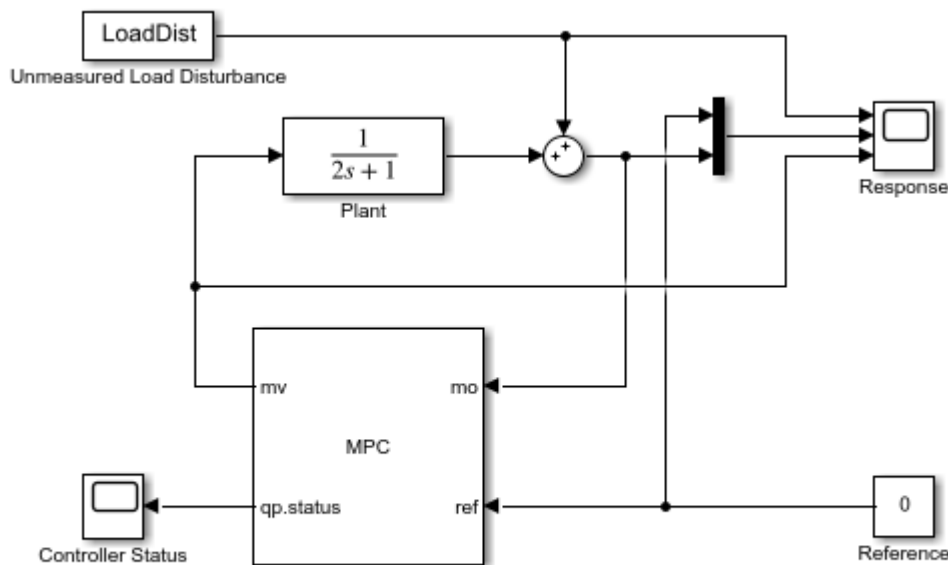 LoadDist
Unmeasured Load Disturbance
1
2s + 1
Plant
++
Response
mv
mo
MPC
qp.status
ref
Controller Status
0
Reference